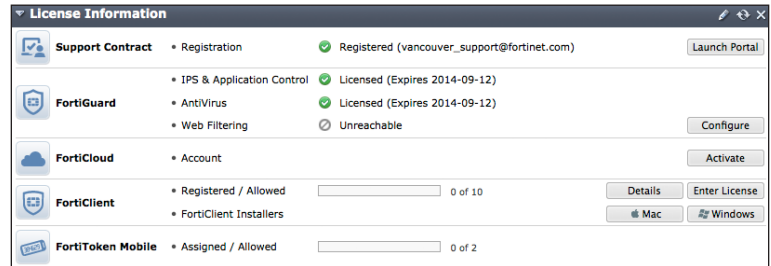 License Information
Support Contract • Registration Registered (vancouver_support@fortinet.com) Launch Portal
• IPS & Application Control Licensed (Expires 2014-09-12)
FortiGuard • AntiVirus Licensed (Expires 2014-09-12)
• Web Filtering Unreachable Configure
FortiCloud • Account Activate
FortiClient • Registered / Allowed 0 of 10 Details Enter License
• FortiClient Installers Mac Windows
FortiToken Mobile • Assigned / Allowed 0 of 2